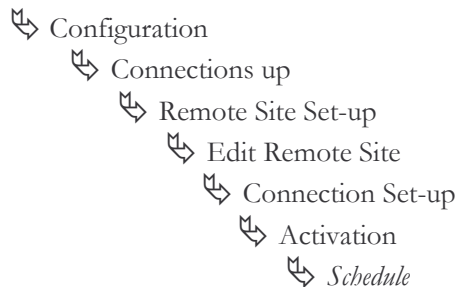 Configuration
Connections up
Remote Site Set-up
Edit Remote Site
Connection Set-up
Activation
Schedule